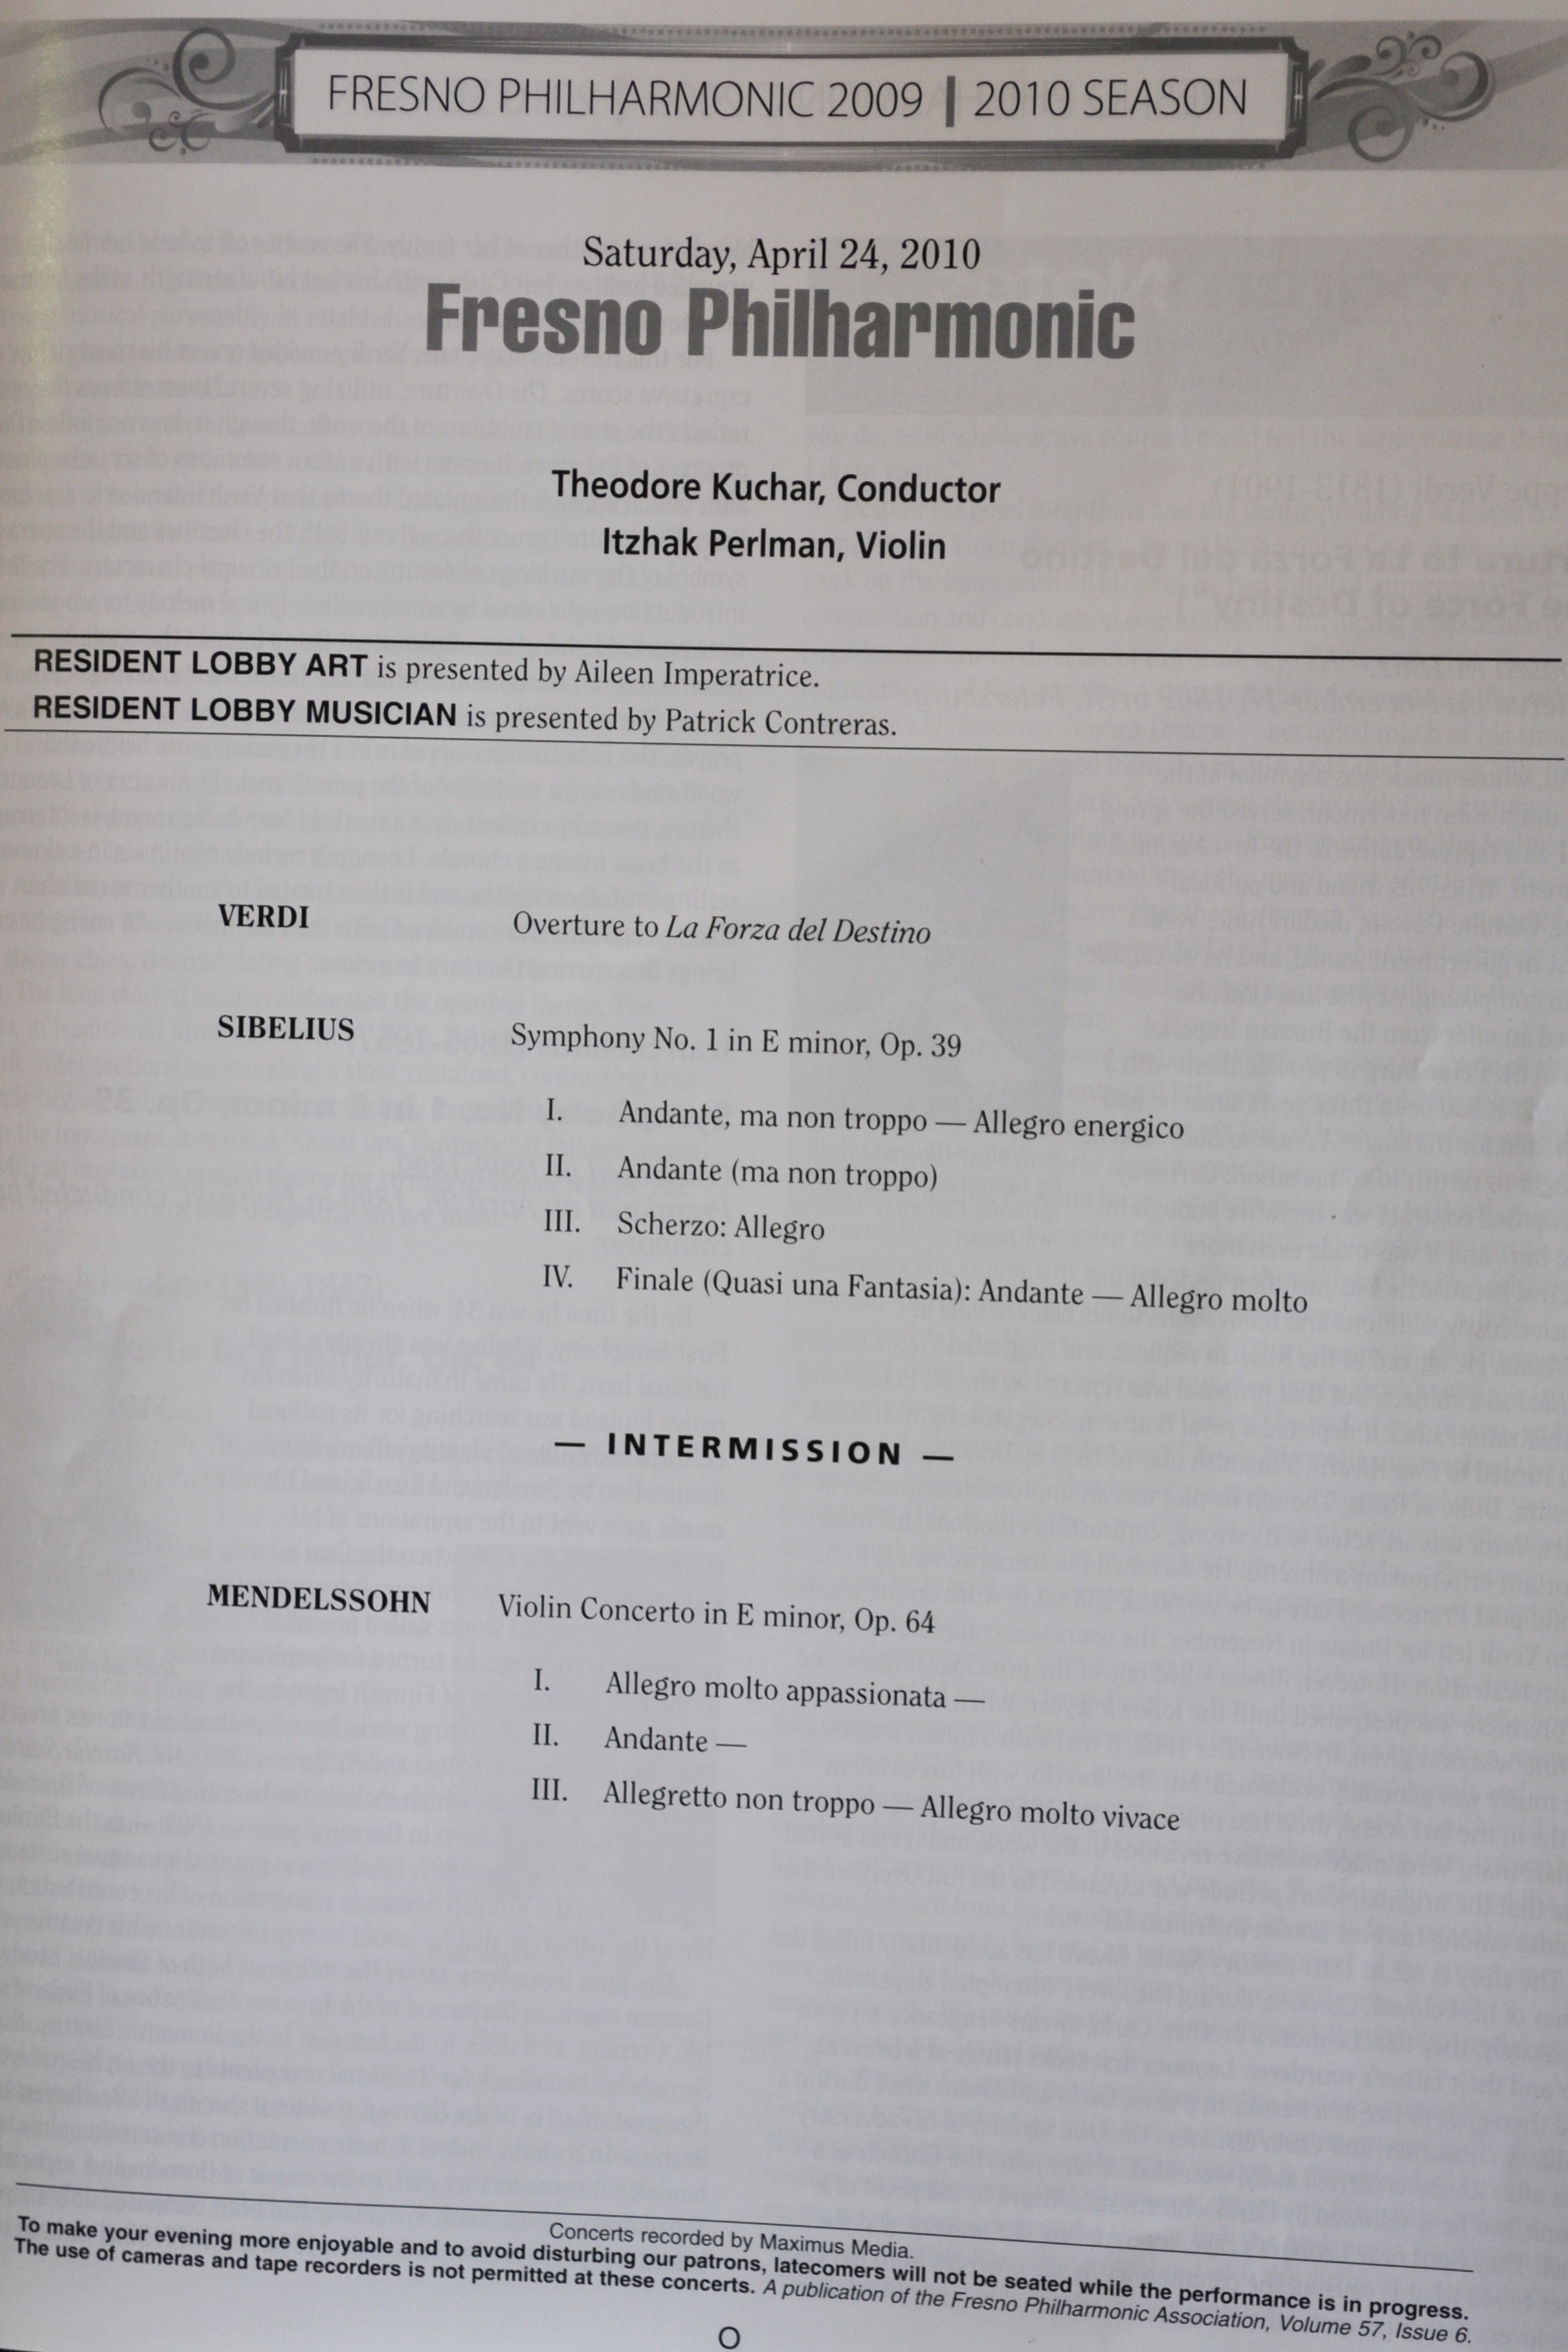 FRESNO PHILHARMONIC 2009 | 2010 SEASON
Saturday, April 24, 2010
Fresno Philharmonic
Theodore Kuchar, Conductor
Itzhak Perlman, Violin
RESIDENT LOBBY ART is presented by Aileen Imperatrice.
RESIDENT LOBBY MUSICIAN is presented by Patrick Contreras.
VERDI Overture to La Forza del Destino
SIBELIUS Symphony No. 1 in E minor, Op. 39
I. Andante, ma non troppo — Allegro energico
II. Andante (ma non troppo)
III. Scherzo: Allegro
IV. Finale (Quasi una Fantasia): Andante — Allegro molto
— INTERMISSION —
MENDELSSOHN Violin Concerto in E minor, Op. 64
I. Allegro molto appassionata —
II. Andante —
III. Allegretto non troppo — Allegro molto vivace
Concerts recorded by Maximus Media.
To make your evening more enjoyable and to avoid disturbing our patrons, latecomers will not be seated while the performance is in progress.
The use of cameras and tape recorders is not permitted at these concerts. A publication of the Fresno Philharmonic Association, Volume 57, Issue 6.
O